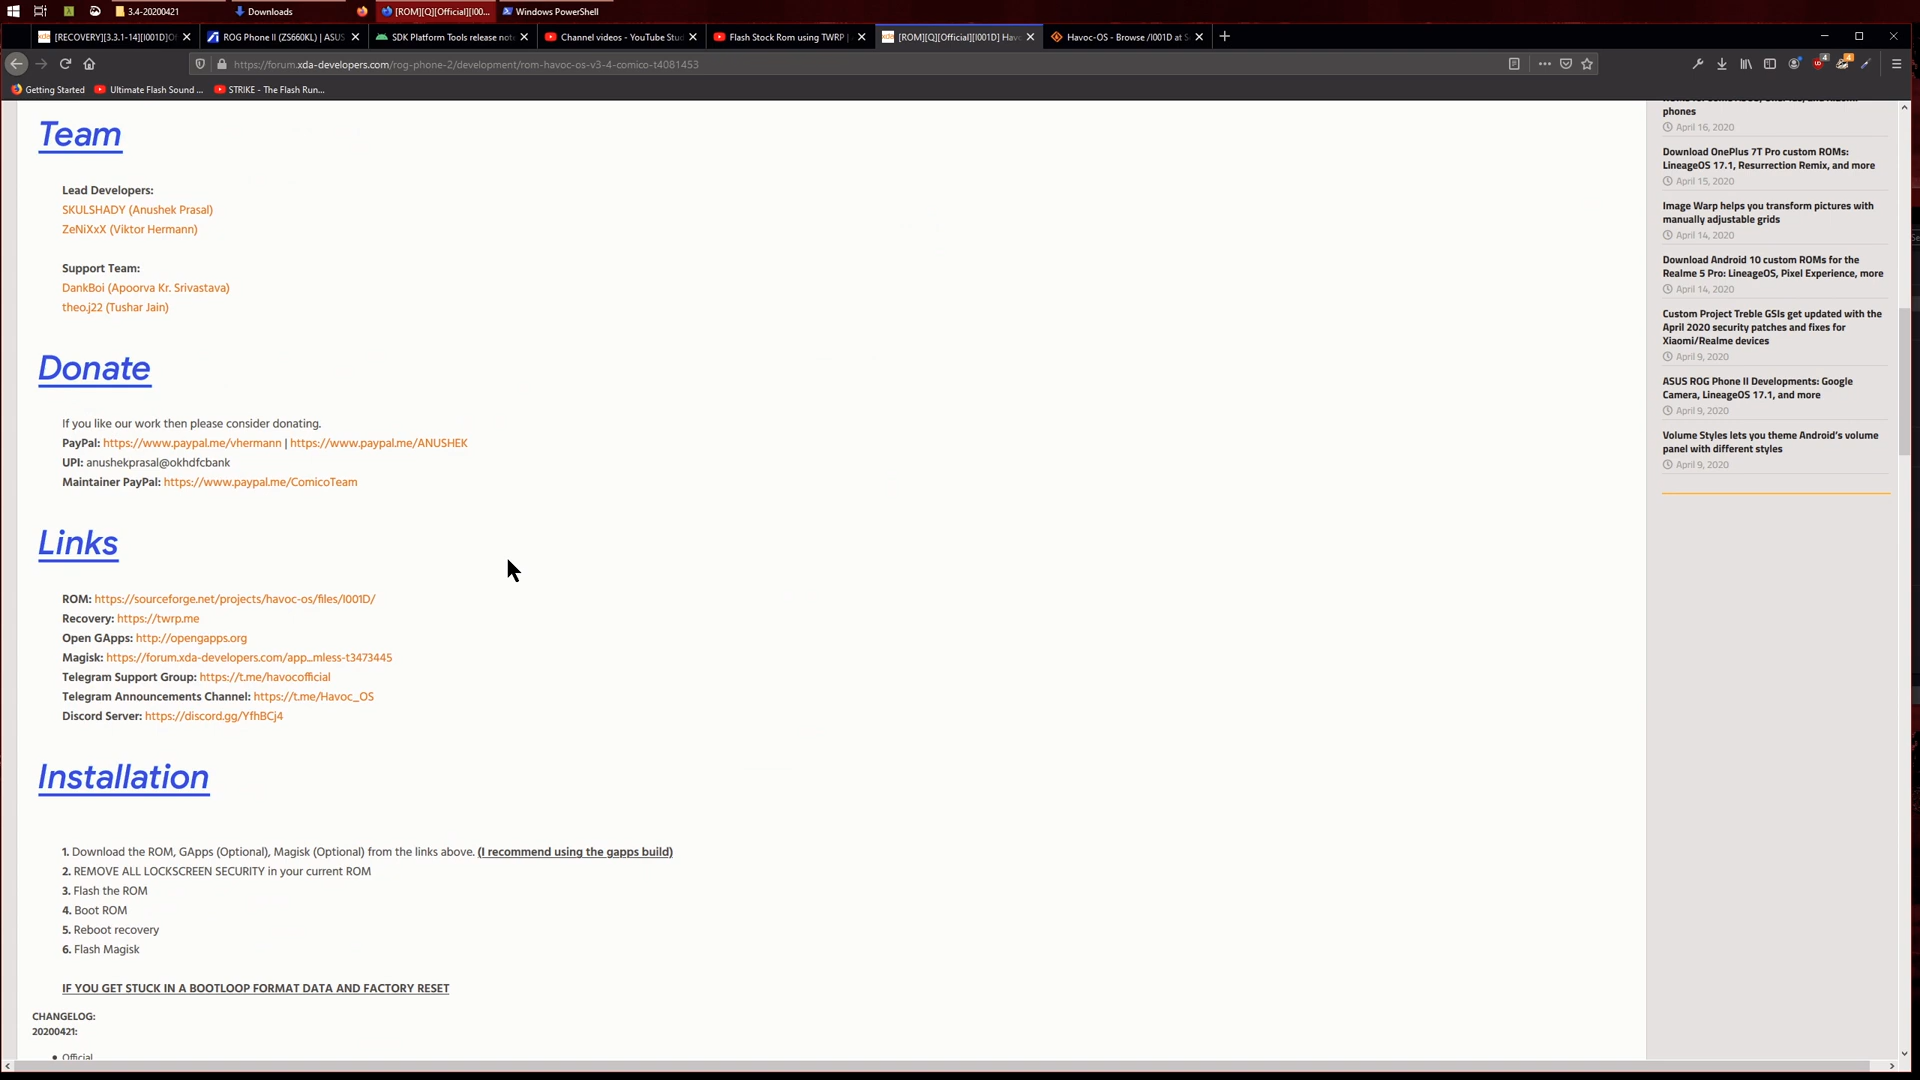 3.4-20200421
Downloads
[ROM][Q][Official][I00...
Windows PowerShell
[RECOVERY][3.3.1-14][I001D]O
ROG Phone II (ZS660KL) | ASUS
SDK Platform Tools release not
Channel videos - YouTube Stu
Flash Stock Rom using TWRP |
[ROM][Q][Official][I001D] Hav
Havoc-OS - Browse /I001D at S
https://forum.xda-developers.com/rog-phone-2/development/rom-havoc-os-v3-4-comico-t4081453
Getting Started
Ultimate Flash Sound ...
STRIKE - The Flash Run...
Team
Lead Developers:
SKULSHADY (Anushek Prasal)
ZeNiXxX (Viktor Hermann)
Support Team:
DankBoi (Apoorva Kr. Srivastava)
theo.j22 (Tushar Jain)
Donate
If you like our work then please consider donating.
PayPal: https://www.paypal.me/vhermann | https://www.paypal.me/ANUSHEK
UPI: anushekprasal@okhdfcbank
Maintainer PayPal: https://www.paypal.me/ComicoTeam
Links
ROM: https://sourceforge.net/projects/havoc-os/files/I001D/
Recovery: https://twrp.me
Open GApps: http://opengapps.org
Magisk: https://forum.xda-developers.com/app...mless-t3473445
Telegram Support Group: https://t.me/havocofficial
Telegram Announcements Channel: https://t.me/Havoc_OS
Discord Server: https://discord.gg/YfhBCj4
Installation
1. Download the ROM, GApps (Optional), Magisk (Optional) from the links above. (I recommend using the gapps build)
2. REMOVE ALL LOCKSCREEN SECURITY in your current ROM
3. Flash the ROM
4. Boot ROM
5. Reboot recovery
6. Flash Magisk
IF YOU GET STUCK IN A BOOTLOOP FORMAT DATA AND FACTORY RESET
CHANGELOG:
20200421:
• Official
phones
April 16, 2020
Download OnePlus 7T Pro custom ROMs:
LineageOS 17.1, Resurrection Remix, and more
April 15, 2020
Image Warp helps you transform pictures with
manually adjustable grids
April 14, 2020
Download Android 10 custom ROMs for the
Realme 5 Pro: LineageOS, Pixel Experience, more
April 14, 2020
Custom Project Treble GSIs get updated with the
April 2020 security patches and fixes for
Xiaomi/Realme devices
April 9, 2020
ASUS ROG Phone II Developments: Google
Camera, LineageOS 17.1, and more
April 9, 2020
Volume Styles lets you theme Android's volume
panel with different styles
April 9, 2020